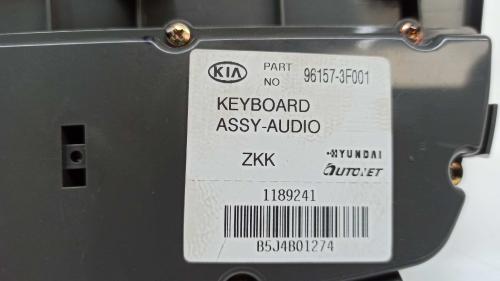 KIA PART NO 96157-3F001
KEYBOARD
ASSY-AUDIO
ZKK HYUNDAI
AUTONET
1189241
B5J4B01274